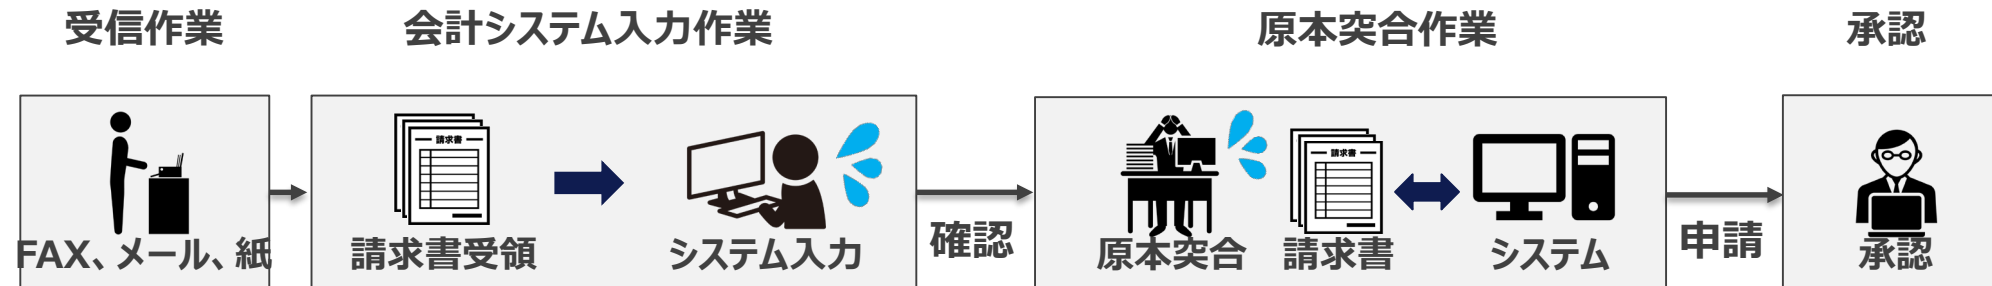 受信作業
会計システム入力作業
原本突合作業
承認
請求書
請求書
FAX、メール、紙
請求書受領
システム入力
確認
原本突合
請求書
システム
申請
承認